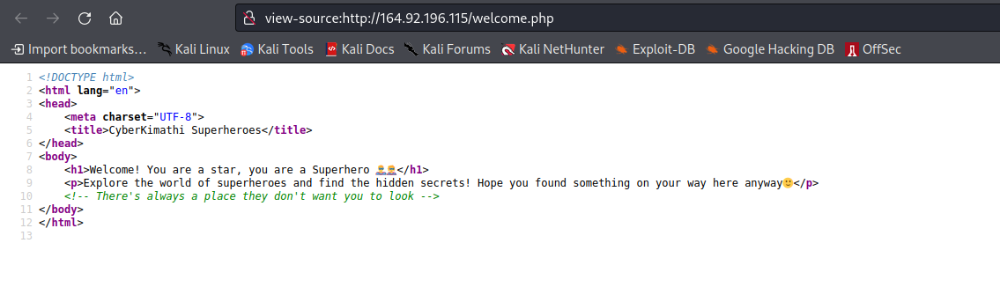 view-source:http://164.92.196.115/welcome.php
Import bookmarks... Kali Linux Kali Tools Kali Docs Kali Forums Kali NetHunter Exploit-DB Google Hacking DB OffSec
1 <!DOCTYPE html>
2 <html lang="en">
3 <head>
4     <meta charset="UTF-8">
5     <title>CyberKimathi Superheroes</title>
6 </head>
7 <body>
8     <h1>Welcome! You are a star, you are a Superhero 🦸🦸</h1>
9     <p>Explore the world of superheroes and find the hidden secrets! Hope you found something on your way here anyway🙂</p>
10     <!-- There's always a place they don't want you to look -->
11 </body>
12 </html>
13